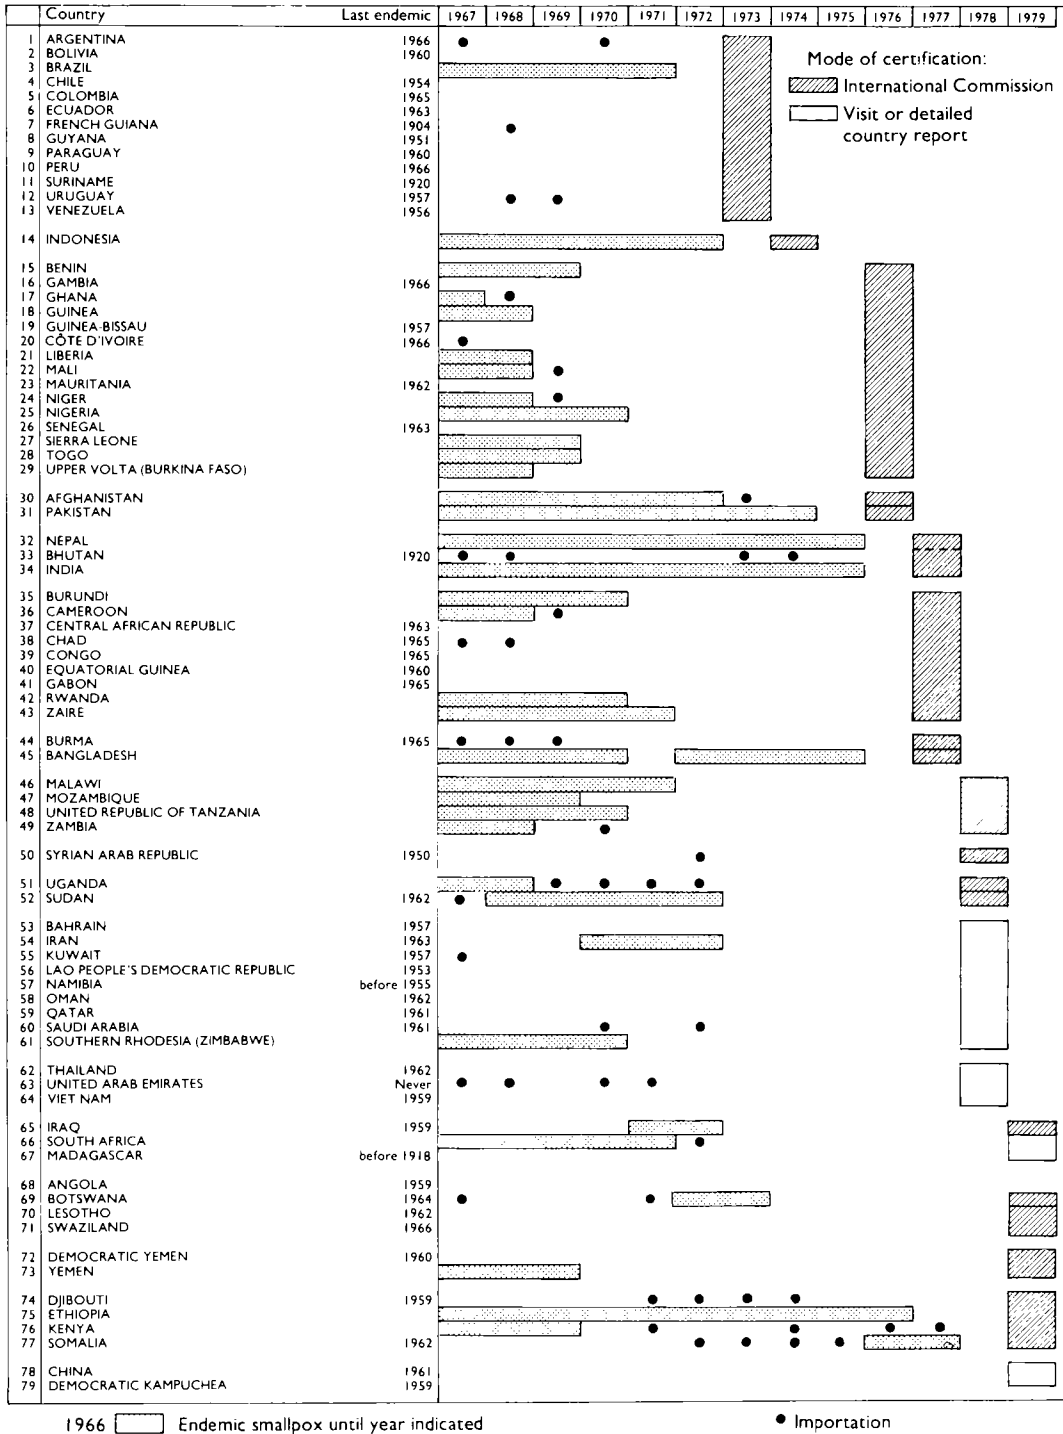 Country Last endemic 1967 1968 1969 1970 1971 1972 1973 1974 1975 1976 1977 1978 1979
1 ARGENTINA 1966
2 BOLIVIA 1960
3 BRAZIL
4 CHILE 1954
5 COLOMBIA 1965
6 ECUADOR 1963
7 FRENCH GUIANA 1904
8 GUYANA 1951
9 PARAGUAY 1960
10 PERU 1966
11 SURINAME 1920
12 URUGUAY 1957
13 VENEZUELA 1956
Mode of certification:
International Commission
Visit or detailed
country report
14 INDONESIA
15 BENIN
16 GAMBIA 1966
17 GHANA
18 GUINEA
19 GUINEA-BISSAU 1957
20 CÔTE D'IVOIRE 1966
21 LIBERIA
22 MALI
23 MAURITANIA 1962
24 NIGER
25 NIGERIA
26 SENEGAL 1963
27 SIERRA LEONE
28 TOGO
29 UPPER VOLTA (BURKINA FASO)
30 AFGHANISTAN
31 PAKISTAN
32 NEPAL
33 BHUTAN 1920
34 INDIA
35 BURUNDI
36 CAMEROON
37 CENTRAL AFRICAN REPUBLIC 1963
38 CHAD 1965
39 CONGO 1965
40 EQUATORIAL GUINEA 1960
41 GABON 1965
42 RWANDA
43 ZAIRE
44 BURMA 1965
45 BANGLADESH
46 MALAWI
47 MOZAMBIQUE
48 UNITED REPUBLIC OF TANZANIA
49 ZAMBIA
50 SYRIAN ARAB REPUBLIC 1950
51 UGANDA
52 SUDAN 1962
53 BAHRAIN 1957
54 IRAN 1963
55 KUWAIT 1957
56 LAO PEOPLE'S DEMOCRATIC REPUBLIC 1953
57 NAMIBIA before 1955
58 OMAN 1962
59 QATAR 1961
60 SAUDI ARABIA 1961
61 SOUTHERN RHODESIA (ZIMBABWE)
62 THAILAND 1962
63 UNITED ARAB EMIRATES Never
64 VIET NAM 1959
65 IRAQ 1959
66 SOUTH AFRICA
67 MADAGASCAR before 1918
68 ANGOLA 1959
69 BOTSWANA 1964
70 LESOTHO 1962
71 SWAZILAND 1966
72 DEMOCRATIC YEMEN 1960
73 YEMEN
74 DJIBOUTI 1959
75 ETHIOPIA
76 KENYA
77 SOMALIA 1962
78 CHINA 1961
79 DEMOCRATIC KAMPUCHEA 1959
1966 Endemic smallpox until year indicated Importation